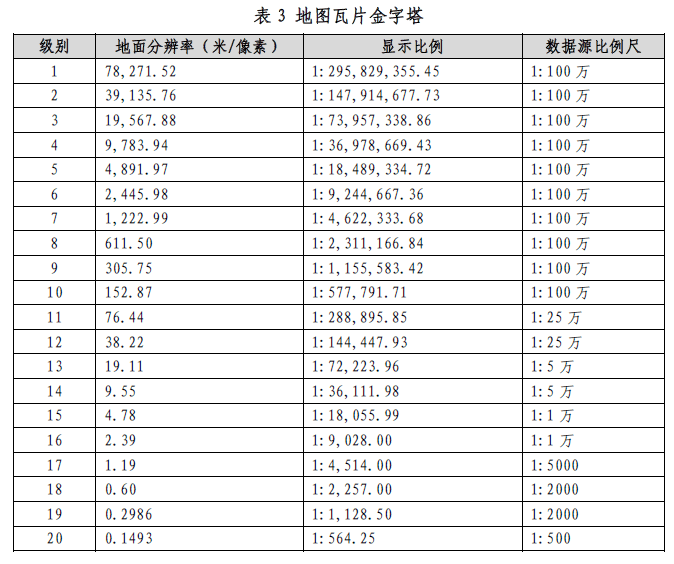 表 3 地图瓦片金字塔
级别 地面分辨率（米/像素） 显示比例 数据源比例尺
1 78,271.52 1:295,829,355.45 1:100 万
2 39,135.76 1:147,914,677.73 1:100 万
3 19,567.88 1:73,957,338.86 1:100 万
4 9,783.94 1:36,978,669.43 1:100 万
5 4,891.97 1:18,489,334.72 1:100 万
6 2,445.98 1:9,244,667.36 1:100 万
7 1,222.99 1:4,622,333.68 1:100 万
8 611.50 1:2,311,166.84 1:100 万
9 305.75 1:1,155,583.42 1:100 万
10 152.87 1:577,791.71 1:100 万
11 76.44 1:288,895.85 1:25 万
12 38.22 1:144,447.93 1:25 万
13 19.11 1:72,223.96 1:5 万
14 9.55 1:36,111.98 1:5 万
15 4.78 1:18,055.99 1:1 万
16 2.39 1:9,028.00 1:1 万
17 1.19 1:4,514.00 1:5000
18 0.60 1:2,257.00 1:2000
19 0.2986 1:1,128.50 1:2000
20 0.1493 1:564.25 1:500